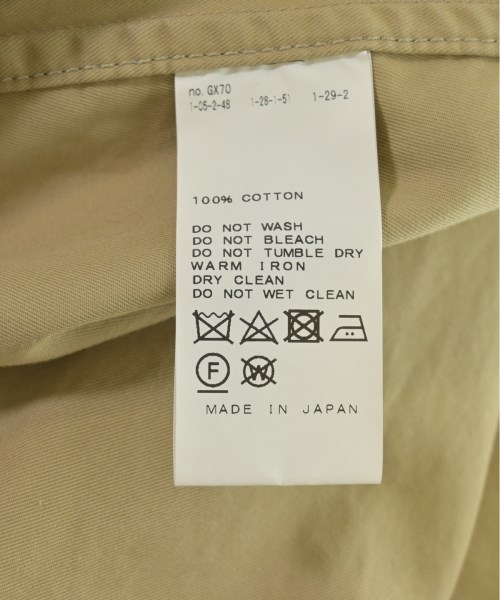 no. GX70
1-05-2-48 1-28-1-51 1-29-2
100% COTTON
DO NOT WASH
DO NOT BLEACH
DO NOT TUMBLE DRY
WARM IRON
DRY CLEAN
DO NOT WET CLEAN
F W
MADE IN JAPAN